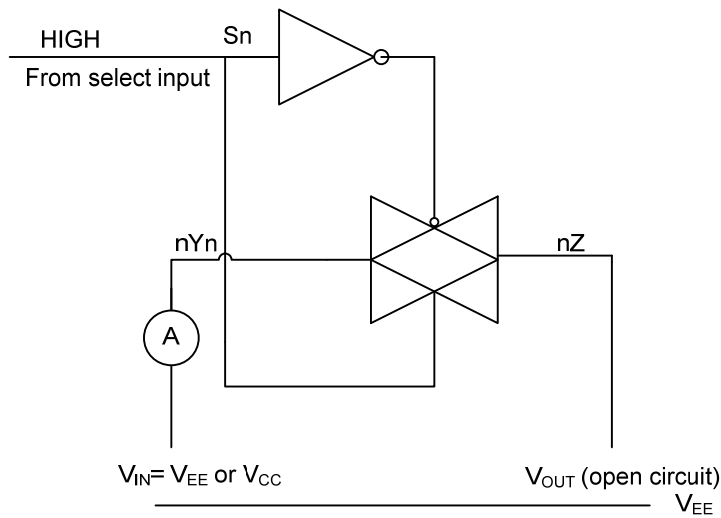 HIGH
Sn
From select input
nYn
nZ
A
VIN= VEE or VCC
VOUT (open circuit)
VEE